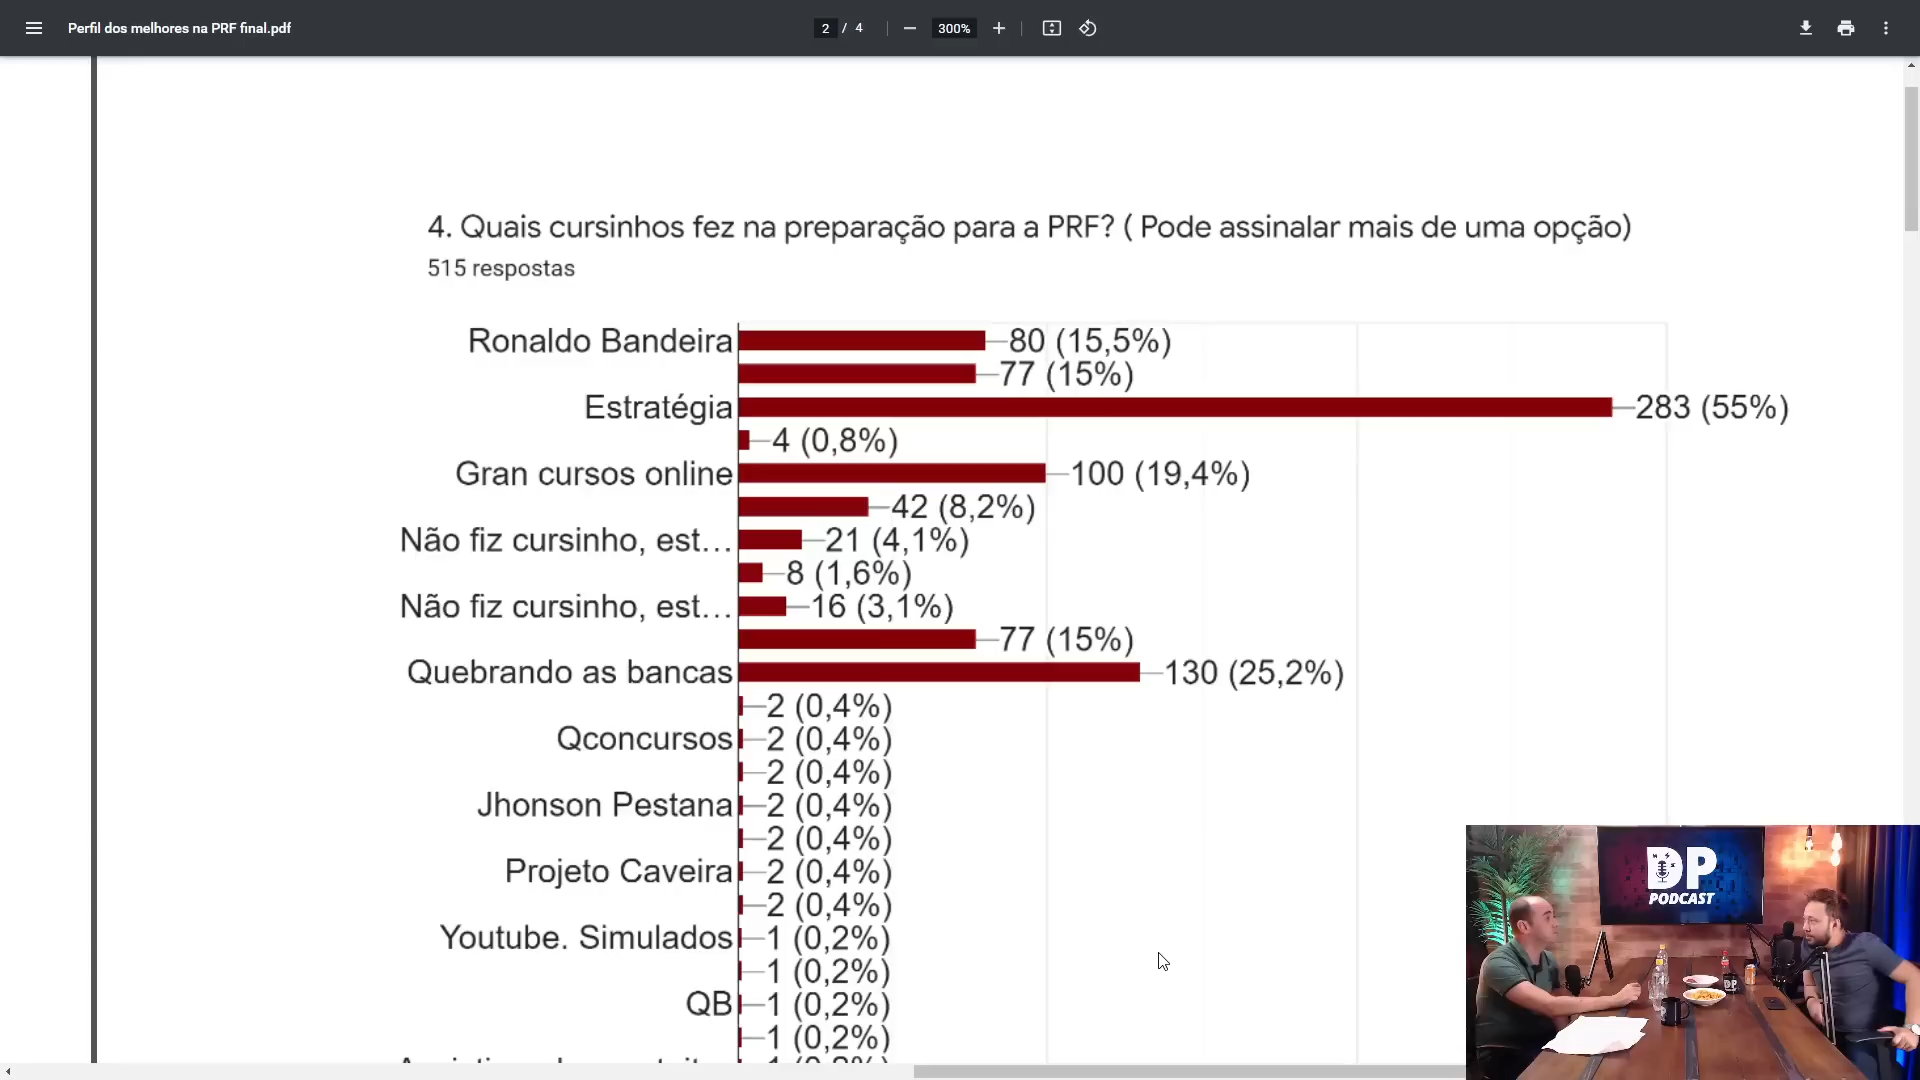 Perfil dos melhores na PRF final.pdf
2 / 4
300%
4. Quais cursinhos fez na preparação para a PRF? ( Pode assinalar mais de uma opção)
515 respostas
Ronaldo Bandeira 80 (15,5%)
77 (15%)
Estratégia 283 (55%)
4 (0,8%)
Gran cursos online 100 (19,4%)
42 (8,2%)
Não fiz cursinho, est... 21 (4,1%)
8 (1,6%)
Não fiz cursinho, est... 16 (3,1%)
77 (15%)
Quebrando as bancas 130 (25,2%)
2 (0,4%)
Qconcursos 2 (0,4%)
2 (0,4%)
Jhonson Pestana 2 (0,4%)
2 (0,4%)
Projeto Caveira 2 (0,4%)
2 (0,4%)
Youtube. Simulados 1 (0,2%)
1 (0,2%)
QB 1 (0,2%)
1 (0,2%)
DP
PODCAST
DP